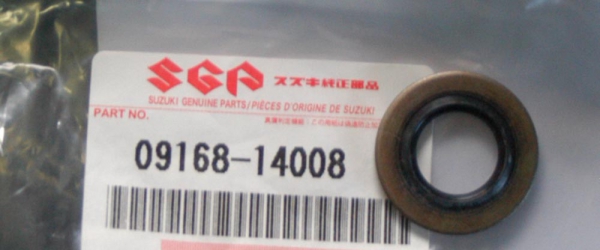 SGP スズキ純正部品
SUZUKI GENUINE PARTS/PIÈCES D'ORIGINE DE SUZUKI
PART NO.
09168-14008